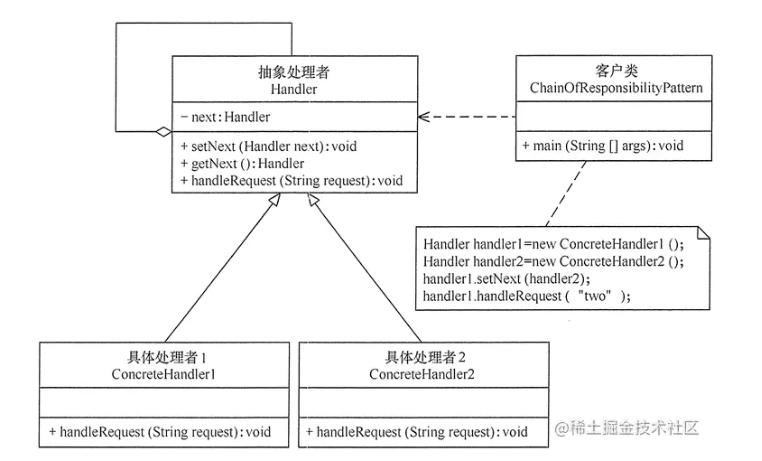 抽象处理者
Handler
- next:Handler
+ setNext (Handler next):void
+ getNext ():Handler
+ handleRequest (String request):void
客户类
ChainOfResponsibilityPattern
+ main (String [] args):void
Handler handler1=new ConcreteHandler1 ();
Handler handler2=new ConcreteHandler2 ();
handler1.setNext (handler2);
handler1.handleRequest ( "two" );
具体处理者1
ConcreteHandler1
+ handleRequest (String request):void
具体处理者2
ConcreteHandler2
+ handleRequest (String request):void
@稀土掘金技术社区